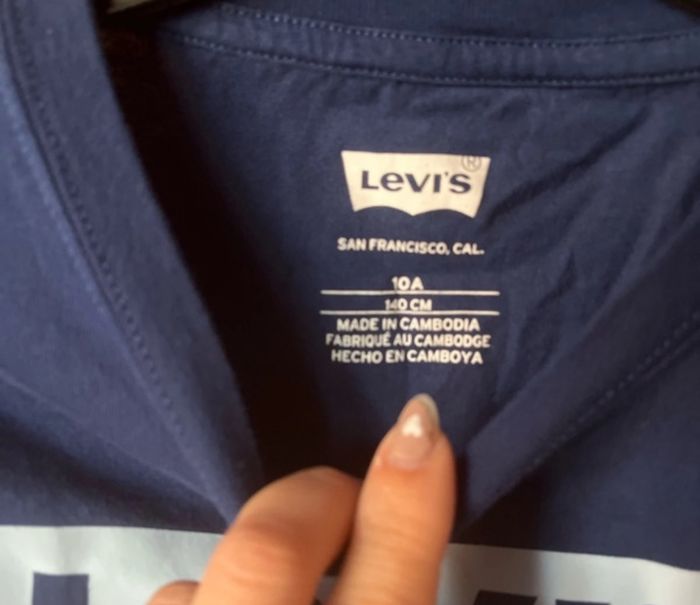 LEVI'S®
SAN FRANCISCO, CAL.
10A
140 CM
MADE IN CAMBODIA
FABRIQUÉ AU CAMBODGE
HECHO EN CAMBOYA